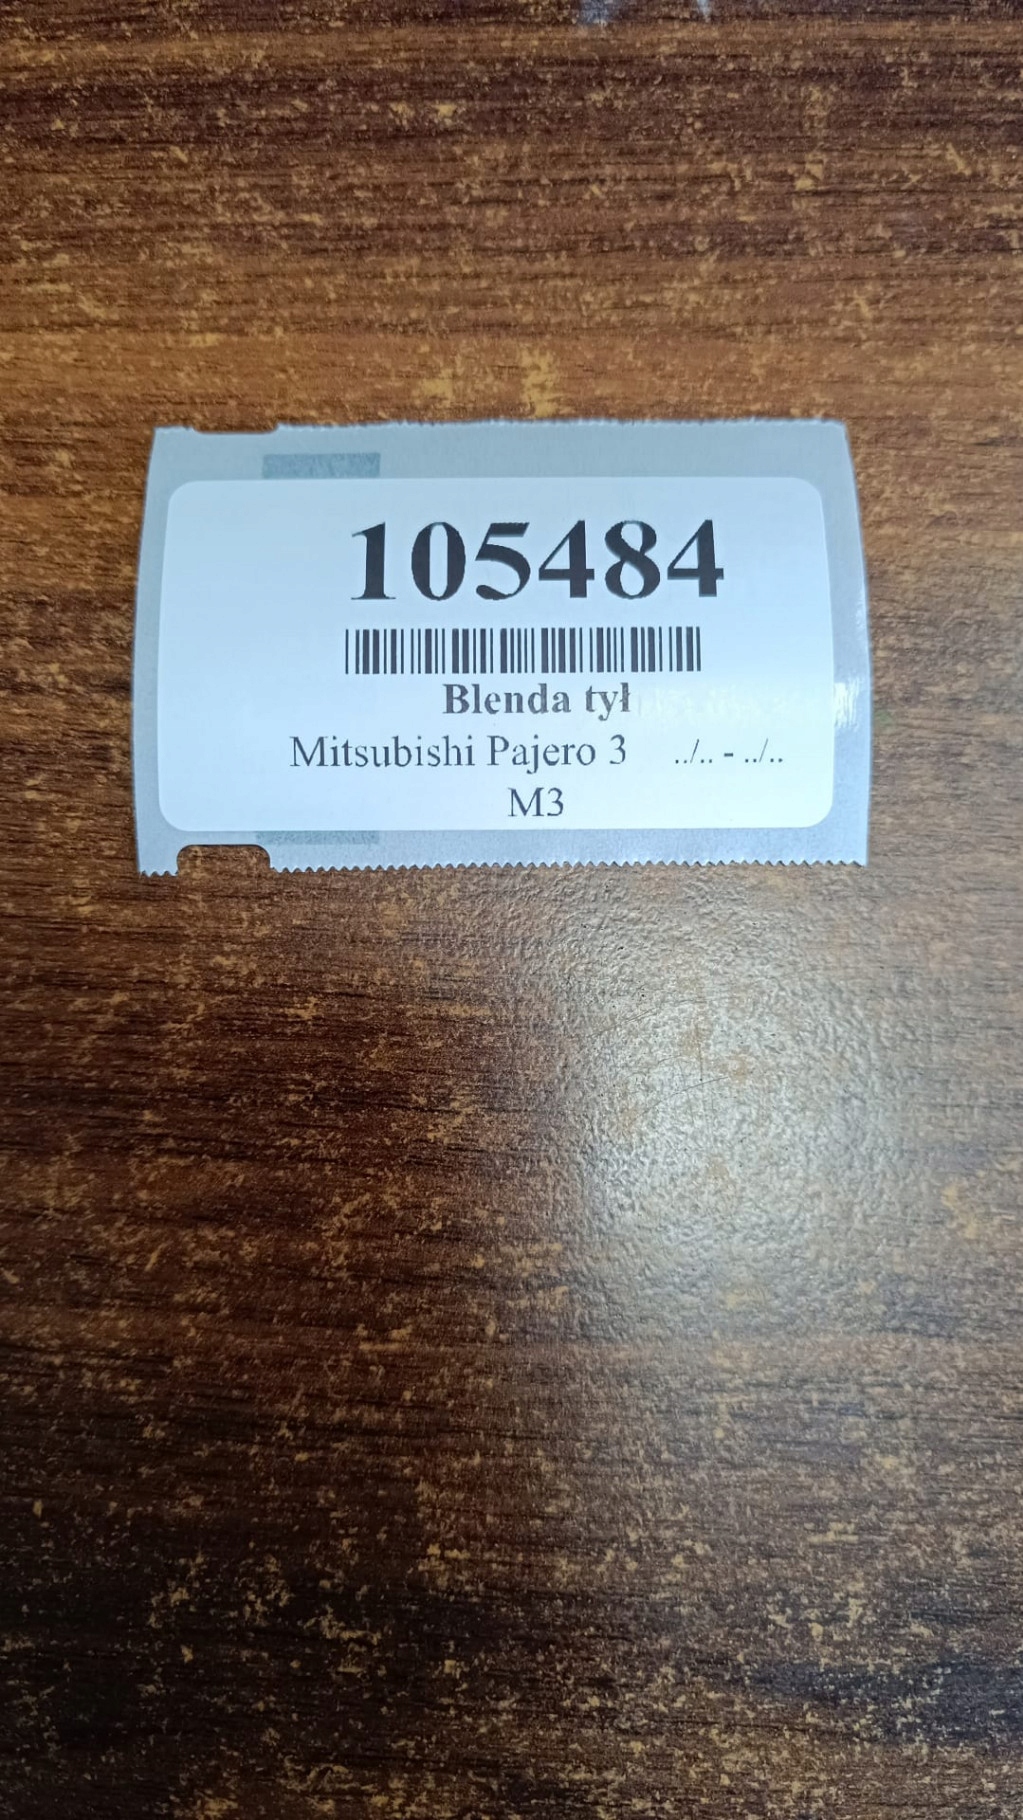 105484
Blenda tył
Mitsubishi Pajero 3 ../.. - ../..
M3